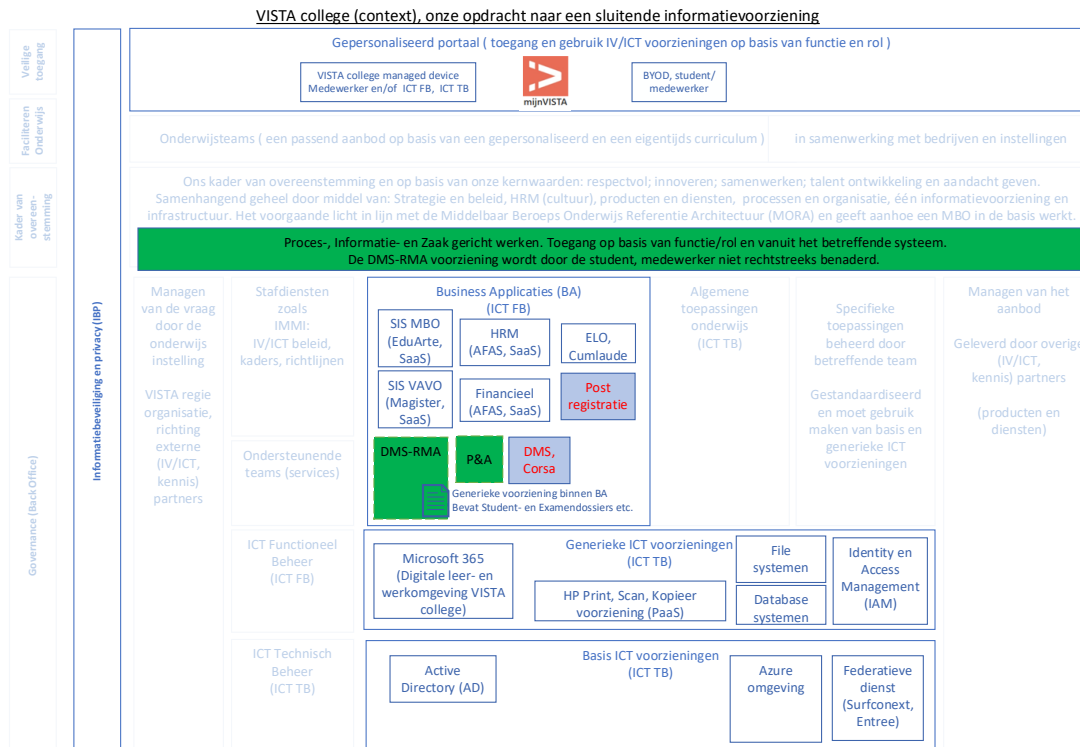 VISTA college (context), onze opdracht naar een sluitende informatievoorziening
Veilige
toegang
Gepersonaliseerd portaal ( toegang en gebruik IV/ICT voorzieningen op basis van functie en rol )
VISTA college managed device
Medewerker en/of ICT FB, ICT TB
mijnVISTA
BYOD, student/
medewerker
Faciliteren
Onderwijs
Onderwijsteams ( een passend aanbod op basis van een gepersonaliseerd en een eigentijds curriculum )
in samenwerking met bedrijven en instellingen
Kader van
overeen-
stemming
Ons kader van overeenstemming en op basis van onze kernwaarden: respectvol; innoveren; samenwerken; talent ontwikkeling en aandacht geven.
Samenhangend geheel door middel van: Strategie en beleid, HRM (cultuur), producten en diensten, processen en organisatie, één informatievoorziening en
infrastructuur. Het voorgaande licht in lijn met de Middelbaar Beroeps Onderwijs Referentie Architectuur (MORA) en geeft aanhoe een MBO in de basis werkt.
Proces-, Informatie- en Zaak gericht werken. Toegang op basis van functie/rol en vanuit het betreffende systeem.
De DMS-RMA voorziening wordt door de student, medewerker niet rechtstreeks benaderd.
Governance (Back Office)
Informatiebeveiliging en privacy (IBP)
Managen
van de vraag
door de
onderwijs
instelling
VISTA regie
organisatie,
richting
externe
(IV/ICT,
kennis)
partners
Stafdiensten
zoals
IMMI:
IV/ICT beleid,
kaders, richtlijnen
Ondersteunende
teams (services)
Business Applicaties (BA)
(ICT FB)
SIS MBO
(EduArte,
SaaS)
HRM
(AFAS, SaaS)
ELO,
Cumlaude
SIS VAVO
(Magister,
SaaS)
Financieel
(AFAS, SaaS)
Post
registratie
DMS-RMA
P&A
DMS,
Corsa
Generieke voorziening binnen BA
Bevat Student- en Examendossiers etc.
Algemene
toepassingen
onderwijs
(ICT TB)
Specifieke
toepassingen
beheerd door
betreffende team
Gestandaardiseerd
en moet gebruik
maken van basis en
generieke ICT
voorzieningen
Managen van het
aanbod
Geleverd door overige
(IV/ICT,
kennis) partners
(producten en
diensten)
ICT Functioneel
Beheer
(ICT FB)
Microsoft 365
(Digitale leer- en
werkomgeving VISTA
college)
Generieke ICT voorzieningen
(ICT TB)
HP Print, Scan, Kopieer
voorziening (PaaS)
File
systemen
Database
systemen
Identity en
Access
Management
(IAM)
ICT Technisch
Beheer
(ICT TB)
Active
Directory (AD)
Basis ICT voorzieningen
(ICT TB)
Azure
omgeving
Federatieve
dienst
(Surfconext,
Entree)